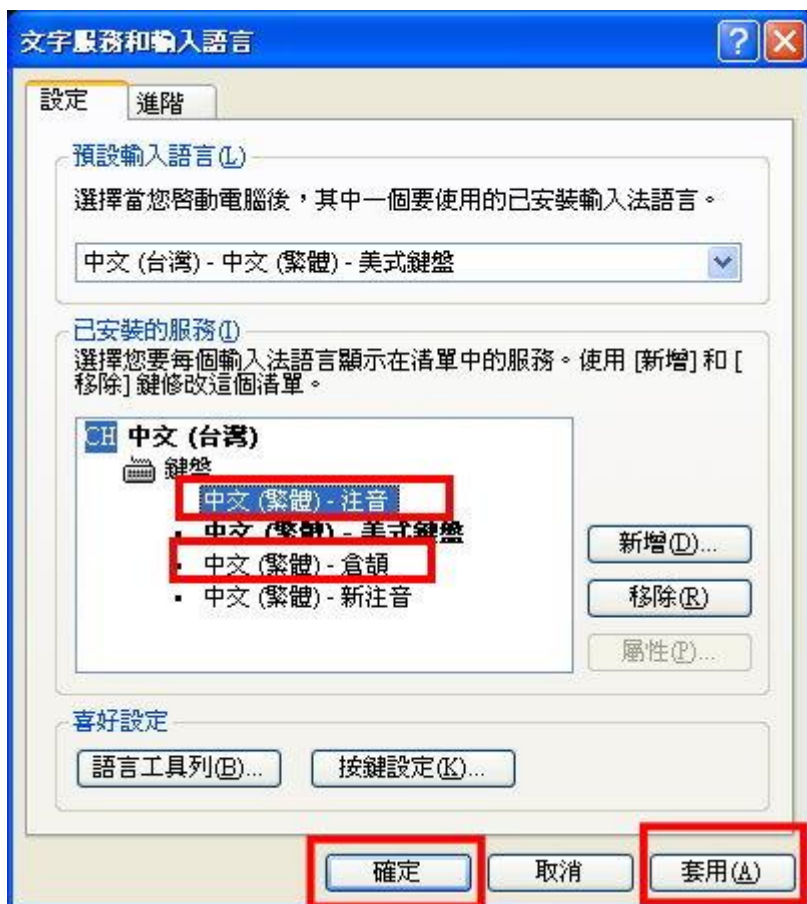 文字服務和輸入語言
設定
進階
預設輸入語言(L)
選擇當您啓動電腦後，其中一個要使用的已安裝輸入法語言。
中文 (台灣) - 中文 (繁體) - 美式鍵盤
已安裝的服務(I)
選擇您要每個輸入法語言顯示在清單中的服務。使用 [新增] 和 [
移除] 鍵修改這個清單。
CH 中文 (台灣)
鍵盤
中文 (繁體) - 注音
中文 (繁體) - 美式鍵盤
中文 (繁體) - 倉頡
中文 (繁體) - 新注音
新增(D)...
移除(R)
屬性(P)...
喜好設定
語言工具列(B)...
按鍵設定(K)...
確定
取消
套用(A)